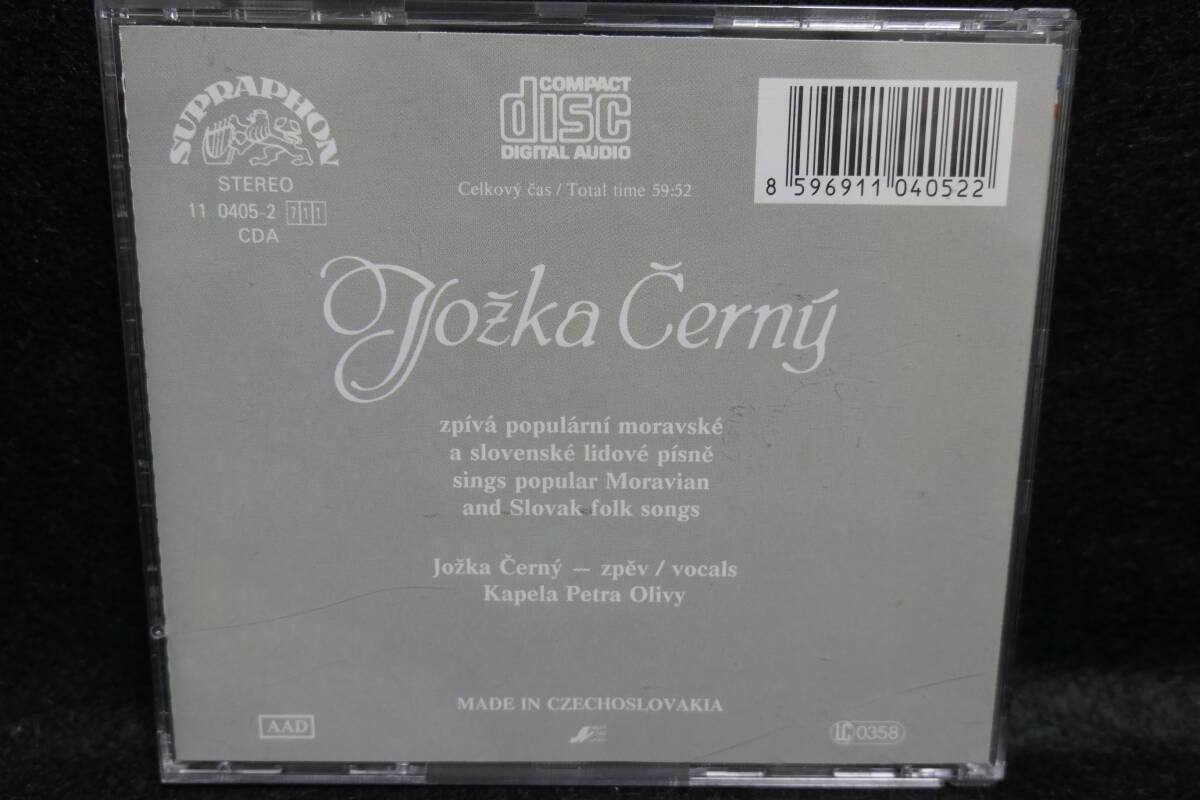 SUPRAPHON
STEREO
11 0405-2 711
CDA
COMPACT
disc
DIGITAL AUDIO
Celkový čas / Total time 59:52
8 596911 040522
Jožka Černý
zpívá populární moravské
a slovenské lidové písně
sings popular Moravian
and Slovak folk songs
Jožka Černý — zpěv / vocals
Kapela Petra Olivy
MADE IN CZECHOSLOVAKIA
AAD
LC 0358